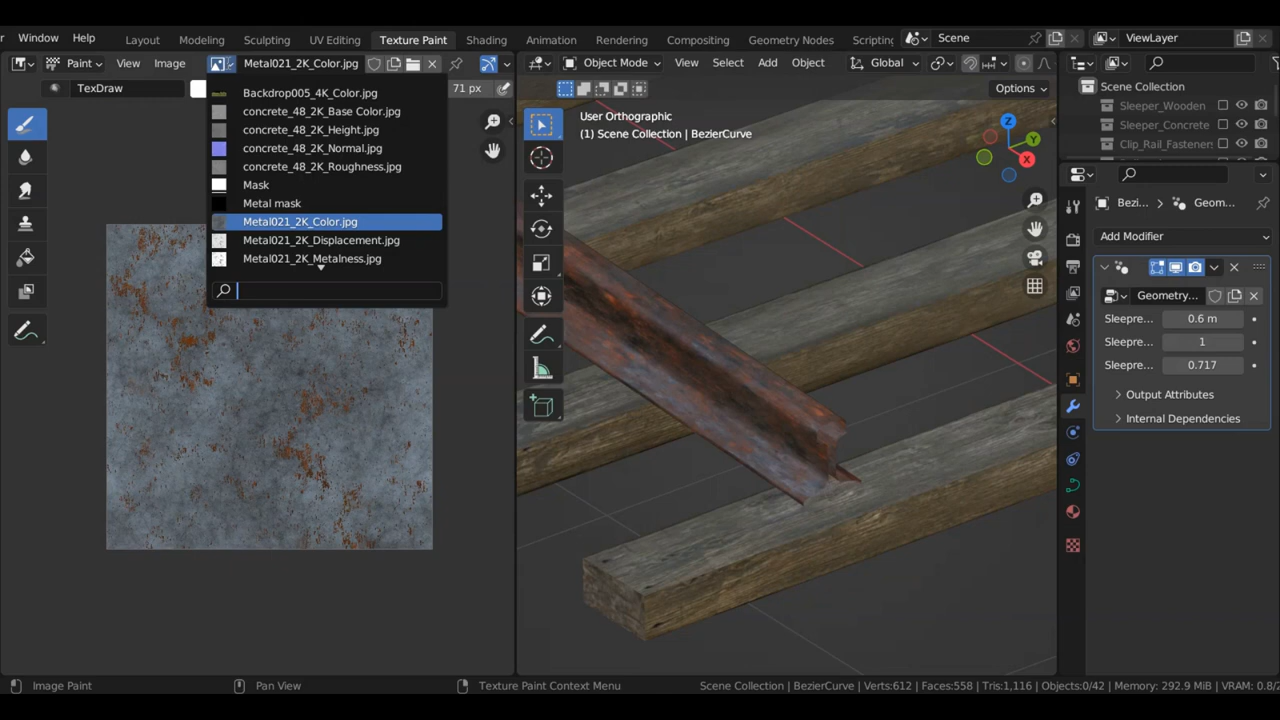 r Window Help
Layout Modeling Sculpting UV Editing Texture Paint Shading Animation Rendering Compositing Geometry Nodes Scripting
Scene
ViewLayer
Paint View Image
Metal021_2K_Color.jpg
Object Mode View Select Add Object
Global
TexDraw
71 px
Options
Backdrop005_4K_Color.jpg
concrete_48_2K_Base Color.jpg
concrete_48_2K_Height.jpg
concrete_48_2K_Normal.jpg
concrete_48_2K_Roughness.jpg
Mask
Metal mask
Metal021_2K_Color.jpg
Metal021_2K_Displacement.jpg
Metal021_2K_Metalness.jpg
User Orthographic
(1) Scene Collection | BezierCurve
Z
Y
X
Scene Collection
Sleeper_Wooden
Sleeper_Concrete
Clip_Rail_Fasteners
Bezi... Geom...
Add Modifier
Geometry...
Sleepre... 0.6 m
Sleepre... 1
Sleepre... 0.717
Output Attributes
Internal Dependencies
Image Paint
Pan View
Texture Paint Context Menu
Scene Collection | BezierCurve | Verts:612 | Faces:558 | Tris:1,116 | Objects:0/42 | Memory: 292.9 MiB | VRAM: 0.8/